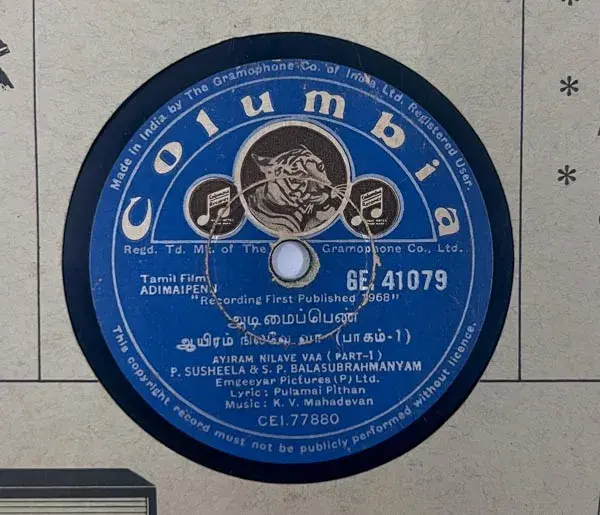 Made in India by The Gramophone Co. of India Ltd. Registered User.
Columbia
Regd. Td. Mk. of The Gramophone Co., Ltd.
Tamil Film
ADIMAIPENN
GE. 41079
"Recording First Published 1968"
அடிமைப்பெண்
ஆயிரம் நிலவே வா (பாகம்-1)
AYIRAM NILAVE VAA (PART-1)
P. SUSHEELA & S. P. BALASUBRAHMANYAM
Emgeeyar Pictures (P) Ltd.
Lyric: Pulamai Pithan
Music: K. V. Mahadevan
CEI.77880
This copyright record must not be publicly performed without licence.